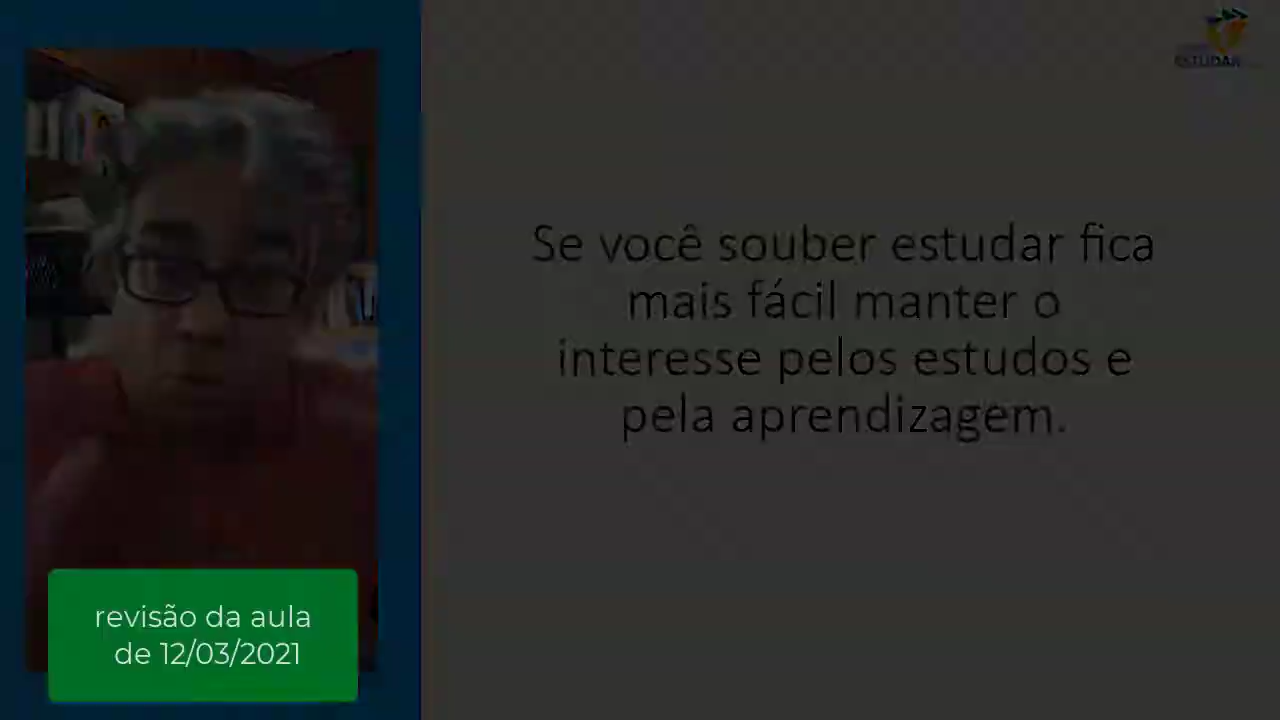 ESTUDAR
Se você souber estudar fica
mais fácil manter o
interesse pelos estudos e
pela aprendizagem.
revisão da aula
de 12/03/2021